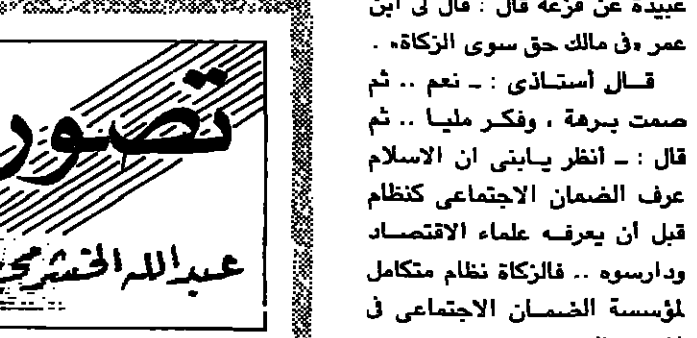 عبيدة عن قزعة قال : قال لى ابن
عمر «فى مالك حق سوى الزكاة» .
قال أستاذى : ـ نعم .. ثم
صمت برهة ، وفكر مليا .. ثم
قال : ـ أنظر يابنى ان الاسلام
عرف الضمان الاجتماعى كنظام
قبل أن يعرفه علماء الاقتصاد
ودارسوه .. فالزكاة نظام متكامل
لمؤسسة الضمان الاجتماعى فى
تصور
عبدالله